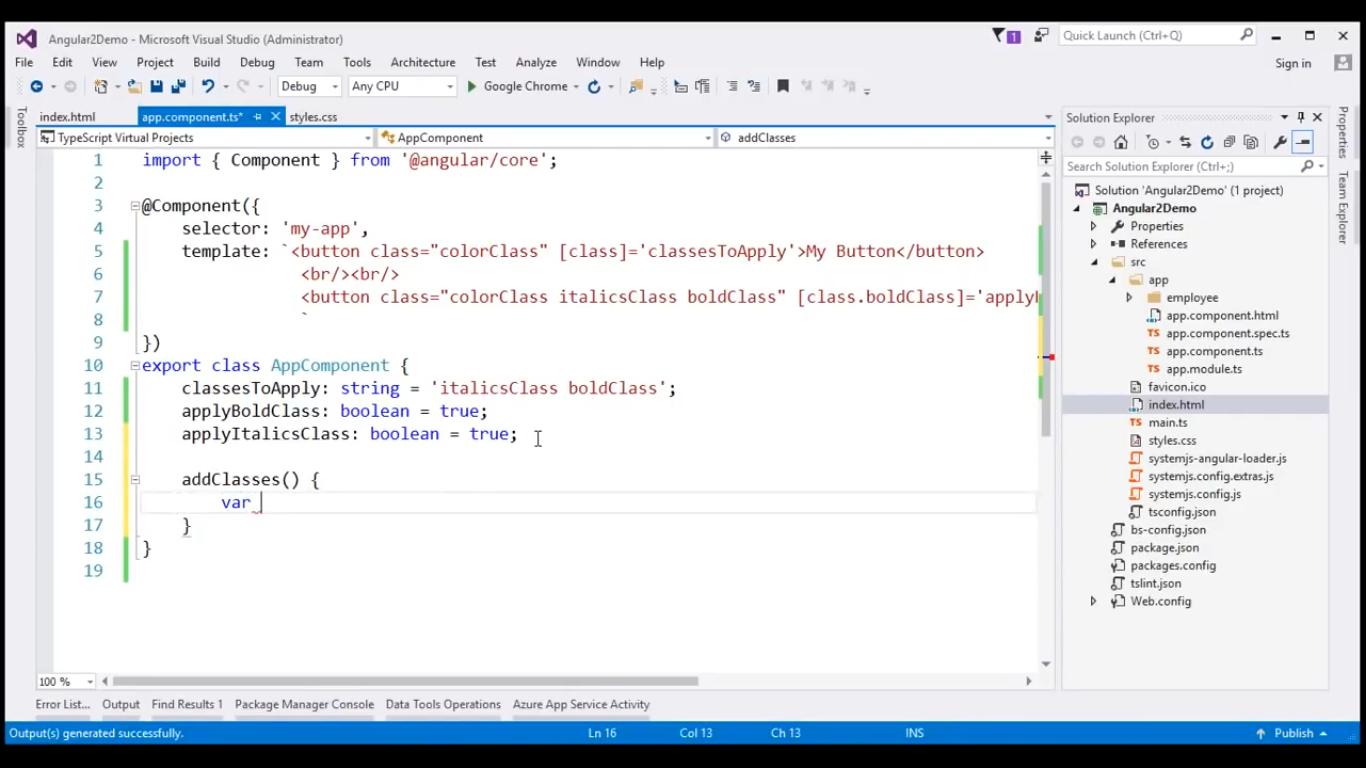 Angular2Demo - Microsoft Visual Studio (Administrator)
1
Quick Launch (Ctrl+Q)
File Edit View Project Build Debug Team Tools Architecture Test Analyze Window Help
Sign in
Debug Any CPU Google Chrome
Toolbox
index.html app.component.ts* styles.css
TypeScript Virtual Projects AppComponent addClasses
1 import { Component } from '@angular/core';
2
3 @Component({
4 selector: 'my-app',
5 template: `<button class="colorClass" [class]='classesToApply'>My Button</button>
6 <br/><br/>
7 <button class="colorClass italicsClass boldClass" [class.boldClass]='apply
8 `
9 })
10 export class AppComponent {
11 classesToApply: string = 'italicsClass boldClass';
12 applyBoldClass: boolean = true;
13 applyItalicsClass: boolean = true;
14
15 addClasses() {
16 var
17 }
18 }
19
100 %
Solution Explorer
Search Solution Explorer (Ctrl+;)
Solution 'Angular2Demo' (1 project)
Angular2Demo
Properties
References
src
app
employee
app.component.html
TS app.component.spec.ts
TS app.component.ts
TS app.module.ts
favicon.ico
index.html
TS main.ts
styles.css
systemjs-angular-loader.js
systemjs.config.extras.js
systemjs.config.js
tsconfig.json
bs-config.json
package.json
packages.config
tslint.json
Web.config
Properties
Team Explorer
Error List... Output Find Results 1 Package Manager Console Data Tools Operations Azure App Service Activity
Output(s) generated successfully. Ln 16 Col 13 Ch 13 INS Publish